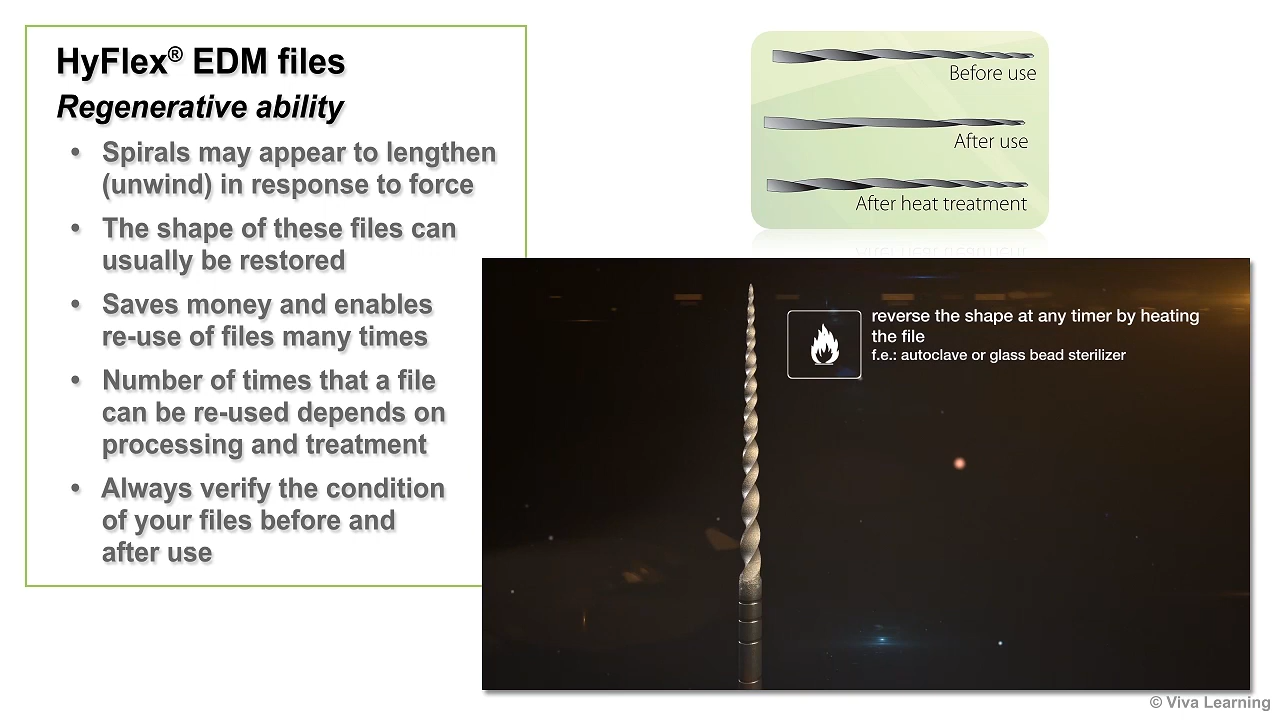 HyFlex® EDM files
Regenerative ability
• Spirals may appear to lengthen
(unwind) in response to force
• The shape of these files can
usually be restored
• Saves money and enables
re-use of files many times
• Number of times that a file
can be re-used depends on
processing and treatment
• Always verify the condition
of your files before and
after use
Before use
After use
After heat treatment
reverse the shape at any timer by heating
the file
f.e.: autoclave or glass bead sterilizer
© Viva Learning